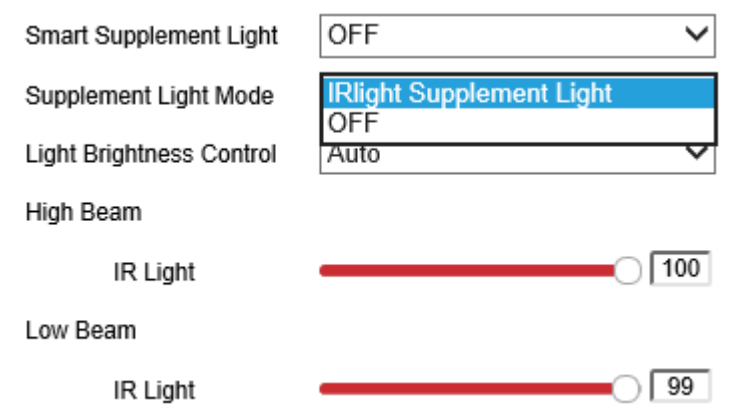 Smart Supplement Light OFF
Supplement Light Mode IRlight Supplement Light
OFF
Light Brightness Control Auto
High Beam
IR Light 100
Low Beam
IR Light 99